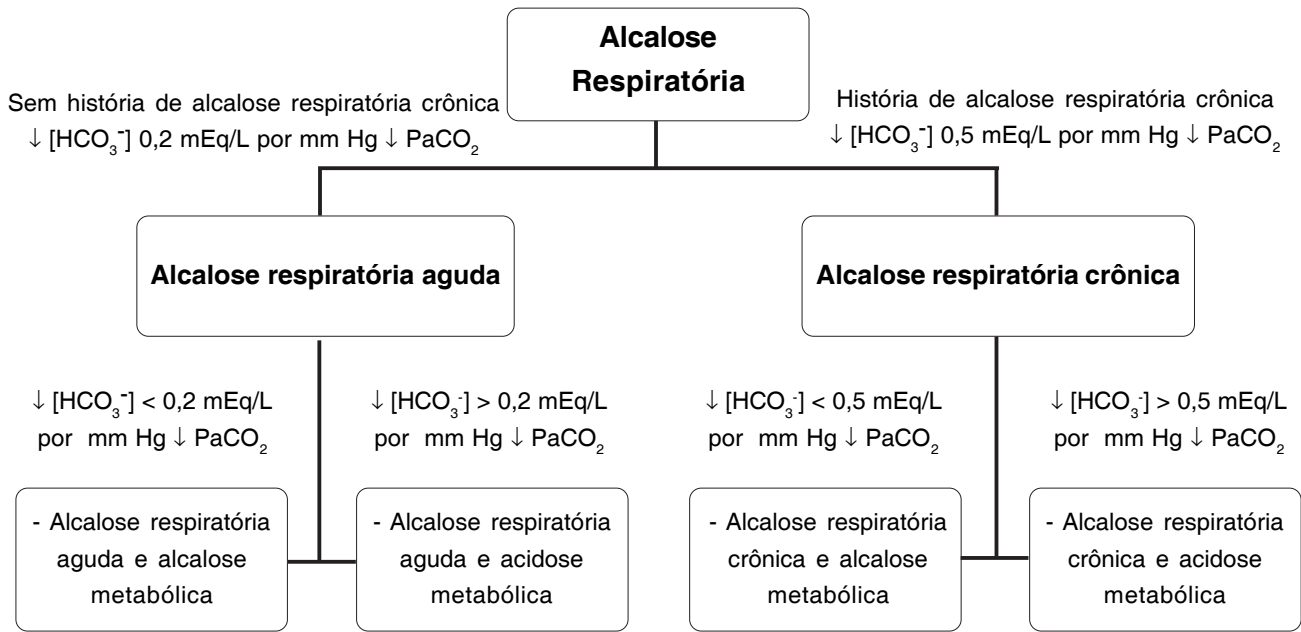 Alcalose
Respiratória
Sem história de alcalose respiratória crônica
↓ [HCO₃⁻] 0,2 mEq/L por mm Hg ↓ PaCO₂
História de alcalose respiratória crônica
↓ [HCO₃⁻] 0,5 mEq/L por mm Hg ↓ PaCO₂
Alcalose respiratória aguda
Alcalose respiratória crônica
↓ [HCO₃⁻] < 0,2 mEq/L
por mm Hg ↓ PaCO₂
↓ [HCO₃⁻] > 0,2 mEq/L
por mm Hg ↓ PaCO₂
↓ [HCO₃⁻] < 0,5 mEq/L
por mm Hg ↓ PaCO₂
↓ [HCO₃⁻] > 0,5 mEq/L
por mm Hg ↓ PaCO₂
- Alcalose respiratória
aguda e alcalose
metabólica
- Alcalose respiratória
aguda e acidose
metabólica
- Alcalose respiratória
crônica e alcalose
metabólica
- Alcalose respiratória
crônica e acidose
metabólica